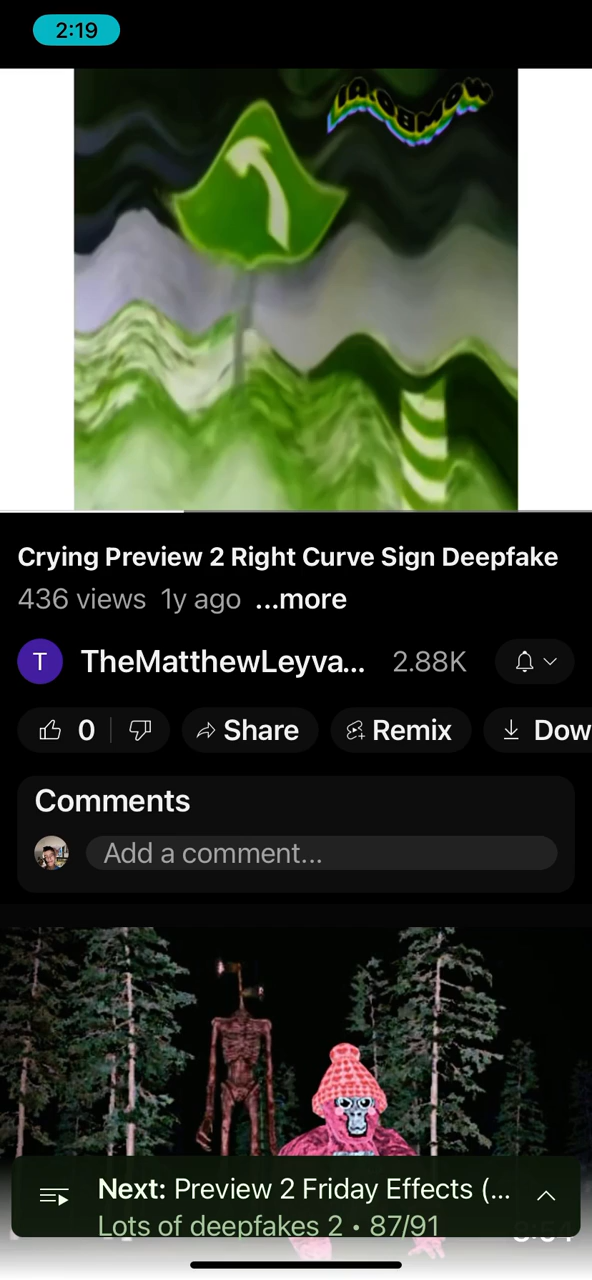 2:19
JACOBMOW
Crying Preview 2 Right Curve Sign Deepfake
436 views 1y ago ...more
T
TheMatthewLeyva... 2.88K
0
Share
Remix
Dow
Comments
Add a comment...
Next: Preview 2 Friday Effects (...
Lots of deepfakes 2 • 87/91